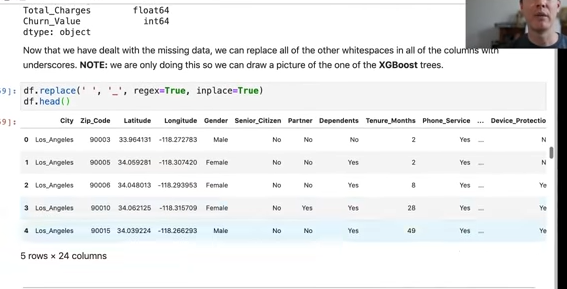 Total_Charges float64
Churn_Value int64
dtype: object
Now that we have dealt with the missing data, we can replace all of the other whitespaces in all of the columns with
underscores. NOTE: we are only doing this so we can draw a picture of the one of the XGBoost trees.
9]: df.replace(' ', '_', regex=True, inplace=True)
df.head()
9]: City Zip_Code Latitude Longitude Gender Senior_Citizen Partner Dependents Tenure_Months Phone_Service ... Device_Protectio
0 Los_Angeles 90003 33.964131 -118.272783 Male No No No 2 Yes ... N
1 Los_Angeles 90005 34.059281 -118.307420 Female No No Yes 2 Yes ... N
2 Los_Angeles 90006 34.048013 -118.293953 Female No No Yes 8 Yes ... Ye
3 Los_Angeles 90010 34.062125 -118.315709 Female No Yes Yes 28 Yes ... Ye
4 Los_Angeles 90015 34.039224 -118.266293 Male No No Yes 49 Yes ... Ye
5 rows × 24 columns